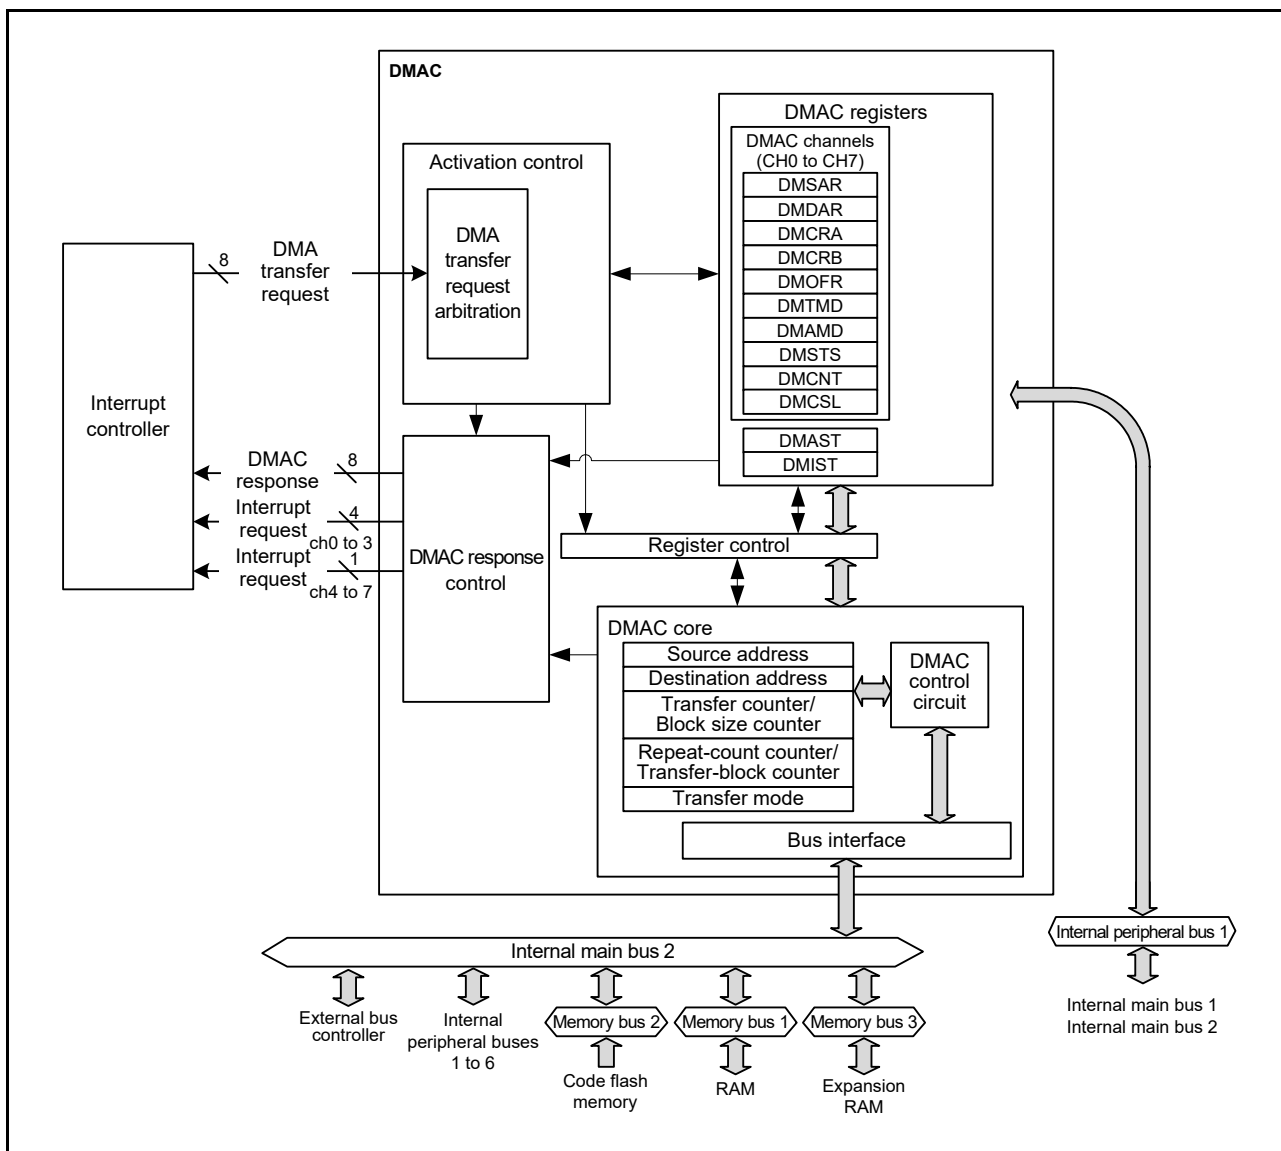 DMAC
DMAC registers
DMAC channels
(CH0 to CH7)
DMSAR
DMDAR
DMCRA
DMCRB
DMOFR
DMTMD
DMAMD
DMSTS
DMCNT
DMCSL
DMAST
DMIST
Activation control
DMA
transfer
request
arbitration
8
DMA
transfer
request
Interrupt
controller
DMAC
response
8
Interrupt
request
4
ch0 to 3
Interrupt
request
1
ch4 to 7
DMAC response
control
Register control
DMAC core
Source address
Destination address
Transfer counter/
Block size counter
Repeat-count counter/
Transfer-block counter
Transfer mode
DMAC
control
circuit
Bus interface
Internal main bus 2
Internal peripheral bus 1
Internal main bus 1
Internal main bus 2
External bus
controller
Internal
peripheral buses
1 to 6
Memory bus 2
Memory bus 1
Memory bus 3
Code flash
memory
RAM
Expansion
RAM